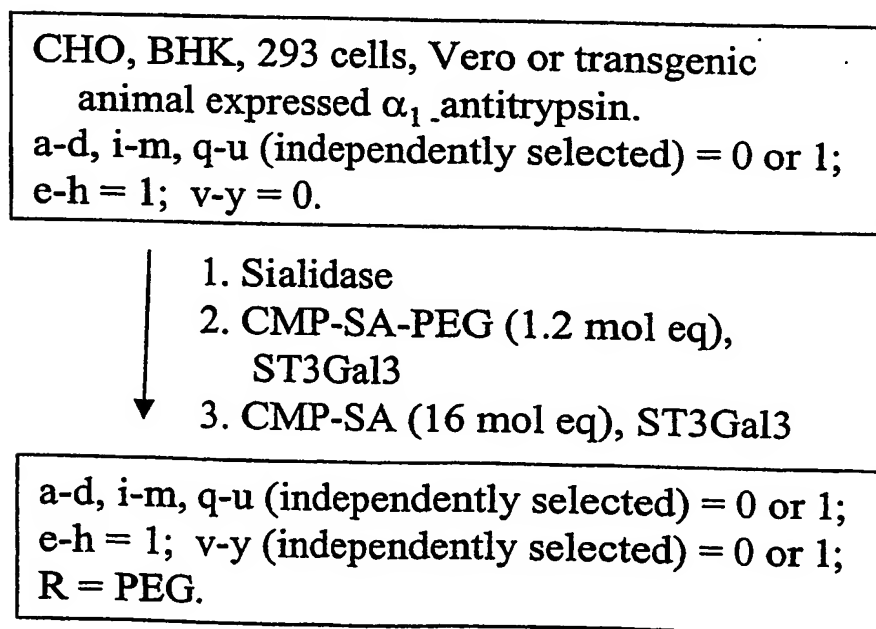 CHO, BHK, 293 cells, Vero or transgenic
animal expressed α₁ -antitrypsin.
a-d, i-m, q-u (independently selected) = 0 or 1;
e-h = 1; v-y = 0.
1. Sialidase
2. CMP-SA-PEG (1.2 mol eq),
ST3Gal3
3. CMP-SA (16 mol eq), ST3Gal3
a-d, i-m, q-u (independently selected) = 0 or 1;
e-h = 1; v-y (independently selected) = 0 or 1;
R = PEG.